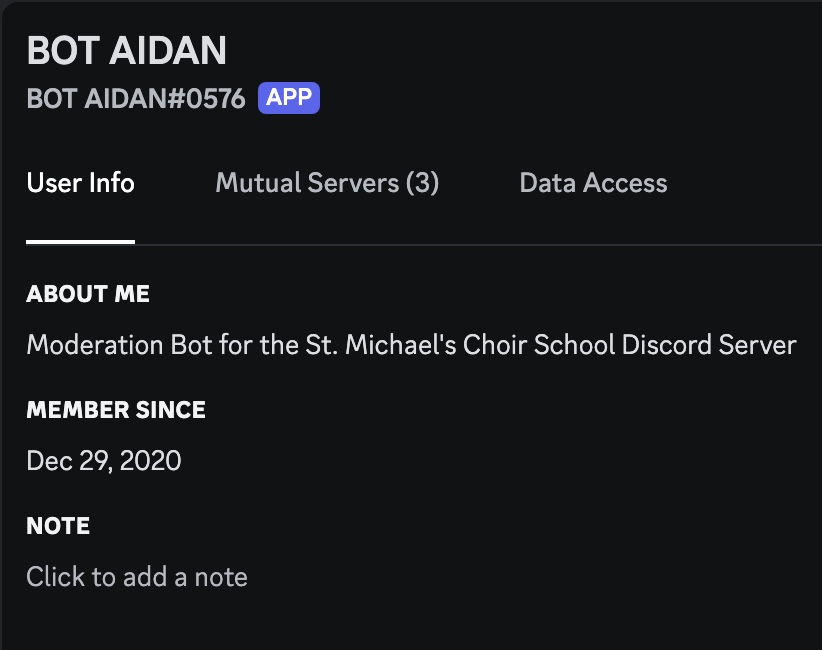 BOT AIDAN
BOT AIDAN#0576 APP
User Info Mutual Servers (3) Data Access
ABOUT ME
Moderation Bot for the St. Michael's Choir School Discord Server
MEMBER SINCE
Dec 29, 2020
NOTE
Click to add a note